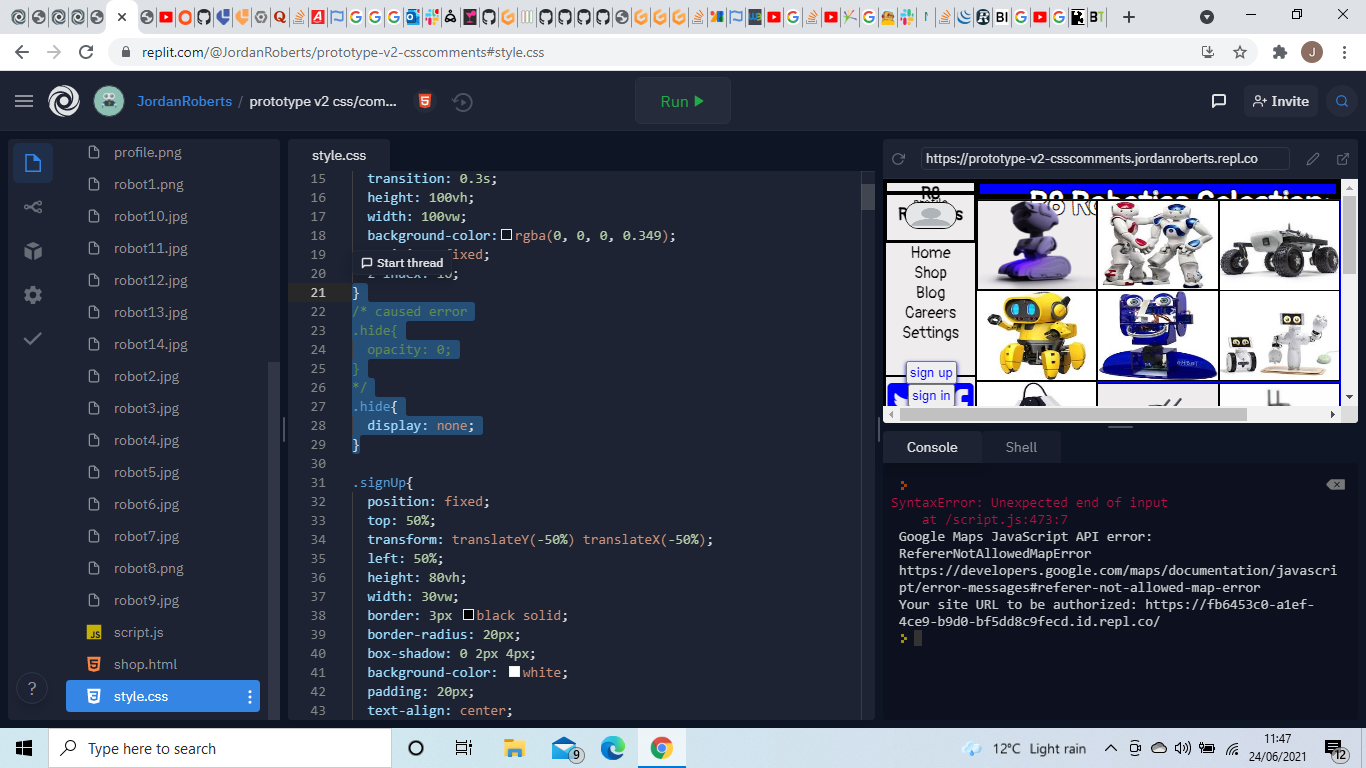 replit.com/@JordanRoberts/prototype-v2-csscomments#style.css
J
JordanRoberts / prototype v2 css/com...
Run
Invite
profile.png
robot1.png
robot10.jpg
robot11.jpg
robot12.jpg
robot13.jpg
robot14.jpg
robot2.jpg
robot3.jpg
robot4.jpg
robot5.jpg
robot6.jpg
robot7.jpg
robot8.png
robot9.jpg
script.js
shop.html
style.css
?
style.css
15 transition: 0.3s;
16 height: 100vh;
17 width: 100vw;
18 background-color: rgba(0, 0, 0, 0.349);
19 fixed;
Start thread
20
21 }
22 /* caused error
23 .hide{
24 opacity: 0;
25 }
26 */
27 .hide{
28 display: none;
29 }
30
31 .signUp{
32 position: fixed;
33 top: 50%;
34 transform: translateY(-50%) translateX(-50%);
35 left: 50%;
36 height: 80vh;
37 width: 30vw;
38 border: 3px black solid;
39 border-radius: 20px;
40 box-shadow: 0 2px 4px;
41 background-color: white;
42 padding: 20px;
43 text-align: center;
https://prototype-v2-csscomments.jordanroberts.repl.co
R8 Robotics Selection
R8
Home
Shop
Blog
Careers
Settings
sign up
sign in
Console
Shell
SyntaxError: Unexpected end of input
at /script.js:473:7
Google Maps JavaScript API error:
RefererNotAllowedMapError
https://developers.google.com/maps/documentation/javascri
pt/error-messages#referer-not-allowed-map-error
Your site URL to be authorized: https://fb6453c0-a1ef-
4ce9-b9d0-bf5dd8c9fecd.id.repl.co/
Type here to search
9
12°C Light rain
11:47
24/06/2021
12